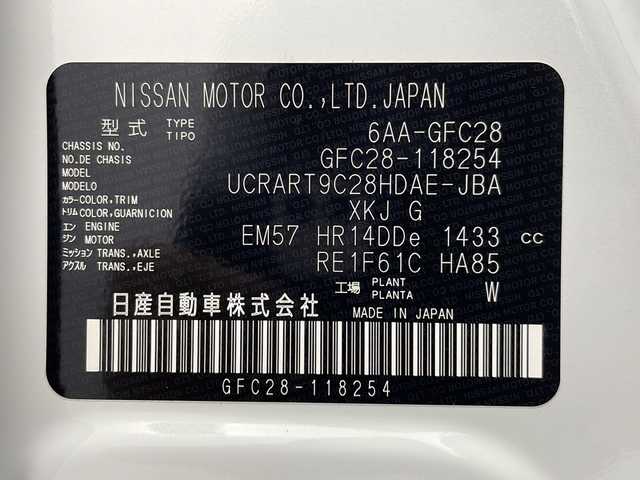 NISSAN MOTOR CO.,LTD.JAPAN
型式 TYPE TIPO 6AA-GFC28
CHASSIS NO. NO.DE CHASIS GFC28-118254
MODEL MODELO UCRART9C28HDAE-JBA
カラー COLOR,TRIM トリム COLOR,GUARNICION XKJ G
エン ENGINE ジン MOTOR EM57 HR14DDe 1433 cc
ミッション TRANS.,AXLE アクスル TRANS.,EJE RE1F61C HA85
工場 PLANT PLANTA W
日産自動車株式会社 MADE IN JAPAN
GFC28-118254